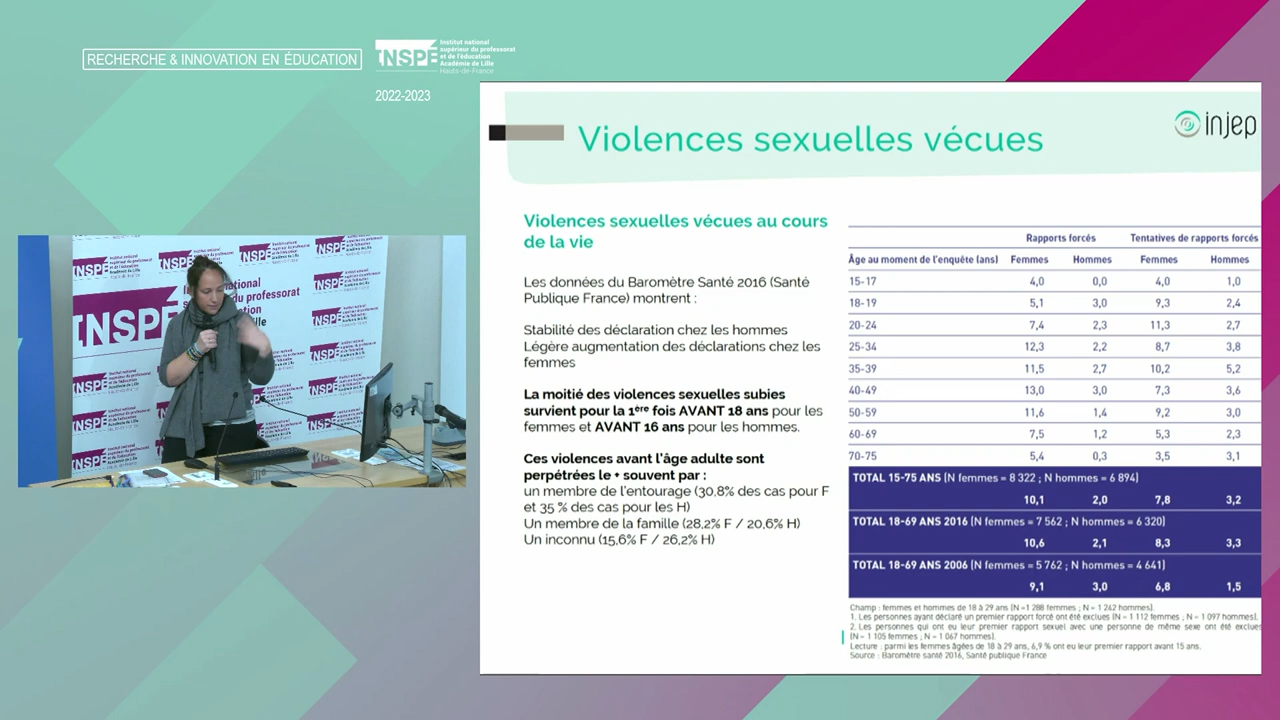 RECHERCHE & INNOVATION EN ÉDUCATION
INSPÉ
Institut national
supérieur du professorat
et de l'éducation
Académie de Lille
Hauts-de-France
2022-2023
Violences sexuelles vécues
injep
Violences sexuelles vécues au cours
de la vie
Les données du Baromètre Santé 2016 (Santé
Publique France) montrent :
Stabilité des déclaration chez les hommes
Légère augmentation des déclarations chez les
femmes
La moitié des violences sexuelles subies
survient pour la 1ère fois AVANT 18 ans pour les
femmes et AVANT 16 ans pour les hommes.
Ces violences avant l'âge adulte sont
perpétrées le + souvent par :
un membre de l'entourage (30,8% des cas pour F
et 35 % des cas pour les H)
Un membre de la famille (28,2% F / 20,6% H)
Un inconnu (15,6% F / 26,2% H)
Rapports forcés Tentatives de rapports forcés
Âge au moment de l'enquête (ans) Femmes Hommes Femmes Hommes
15-17 4,0 0,0 4,0 1,0
18-19 5,1 3,0 9,3 2,4
20-24 7,4 2,3 11,3 2,7
25-34 12,3 2,2 8,7 3,8
35-39 11,5 2,7 10,2 5,2
40-49 13,0 3,0 7,3 3,6
50-59 11,6 1,4 9,2 3,0
60-69 7,5 1,2 5,3 2,3
70-75 5,4 0,3 3,5 3,1
TOTAL 15-75 ANS (N femmes = 8 322 ; N hommes = 6 894)
10,1 2,0 7,8 3,2
TOTAL 18-69 ANS 2016 (N femmes = 7 562 ; N hommes = 6 320)
10,6 2,1 8,3 3,3
TOTAL 18-69 ANS 2006 (N femmes = 5 762 ; N hommes = 4 641)
9,1 3,0 6,8 1,5
Champ : femmes et hommes de 18 à 29 ans (N =1 288 femmes ; N = 1 242 hommes).
1. Les personnes ayant déclaré un premier rapport forcé ont été exclues (N = 1 112 femmes ; N = 1 097 hommes).
2. Les personnes qui ont eu leur premier rapport sexuel avec une personne de même sexe ont été exclues
(N = 1 105 femmes ; N = 1 067 hommes).
Lecture : parmi les femmes âgées de 18 à 29 ans, 6,9 % ont eu leur premier rapport avant 15 ans.
Source : Baromètre santé 2016, Santé publique France